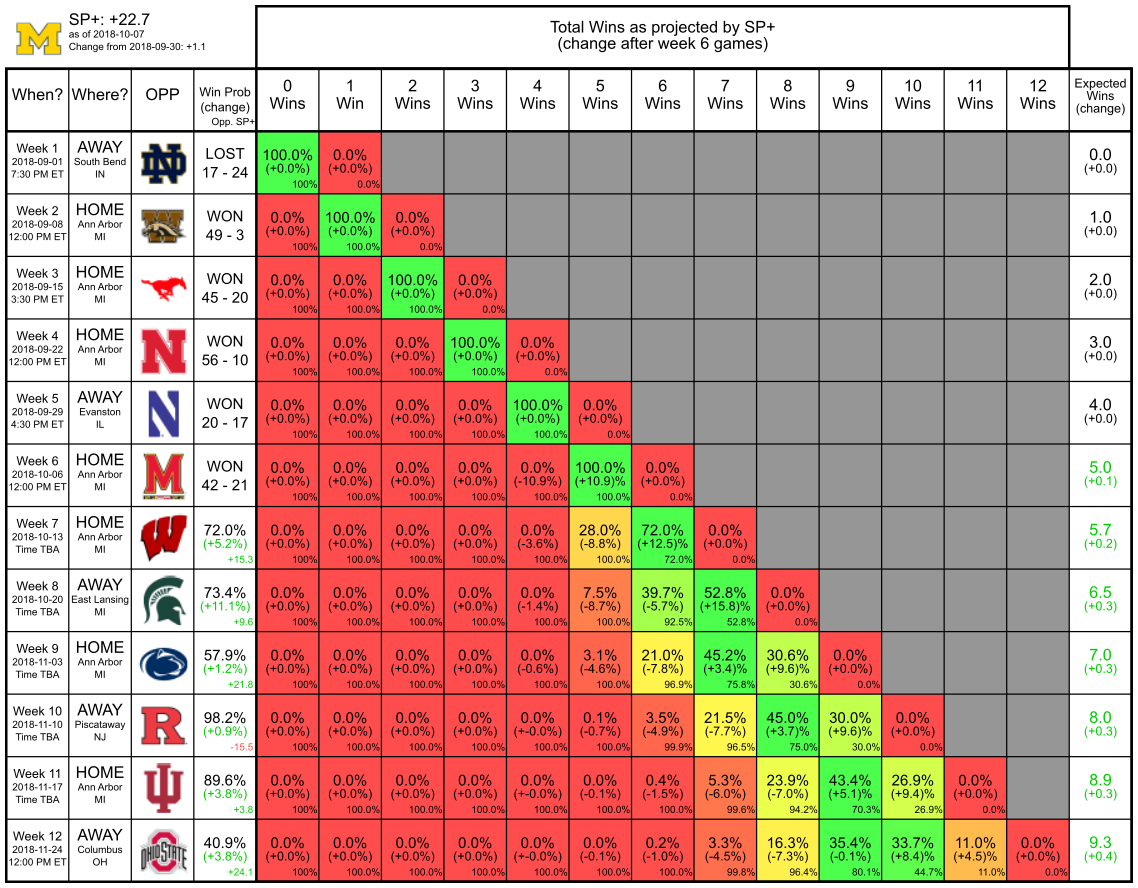 M
SP+: +22.7
as of 2018-10-07
Change from 2018-09-30: +1.1
Total Wins as projected by SP+
(change after week 6 games)
When? Where? OPP Win Prob (change) Opp. SP+ 0 Wins 1 Win 2 Wins 3 Wins 4 Wins 5 Wins 6 Wins 7 Wins 8 Wins 9 Wins 10 Wins 11 Wins 12 Wins Expected Wins (change)
Week 1 AWAY ND LOST 100.0% 0.0% 0.0
2018-09-01 South Bend (+0.0%) (+0.0%) (+0.0)
7:30 PM ET IN 17 - 24 100% 0.0%
Week 2 HOME W WON 0.0% 100.0% 0.0% 1.0
2018-09-08 Ann Arbor (+0.0%) (+0.0%) (+0.0%) (+0.0)
12:00 PM ET MI 49 - 3 100% 100.0% 0.0%
Week 3 HOME WON 0.0% 0.0% 100.0% 0.0% 2.0
2018-09-15 Ann Arbor (+0.0%) (+0.0%) (+0.0%) (+0.0%) (+0.0)
3:30 PM ET MI 45 - 20 100% 100.0% 100.0% 0.0%
Week 4 HOME N WON 0.0% 0.0% 0.0% 100.0% 0.0% 3.0
2018-09-22 Ann Arbor (+0.0%) (+0.0%) (+0.0%) (+0.0%) (+0.0%) (+0.0)
12:00 PM ET MI 56 - 10 100% 100.0% 100.0% 100.0% 0.0%
Week 5 AWAY N WON 0.0% 0.0% 0.0% 0.0% 100.0% 0.0% 4.0
2018-09-29 Evanston (+0.0%) (+0.0%) (+0.0%) (+0.0%) (+0.0%) (+0.0%) (+0.0)
4:30 PM ET IL 20 - 17 100% 100.0% 100.0% 100.0% 100.0% 0.0%
Week 6 HOME M WON 0.0% 0.0% 0.0% 0.0% 0.0% 100.0% 0.0% 5.0
2018-10-06 Ann Arbor (+0.0%) (+0.0%) (+0.0%) (+0.0%) (-10.9%) (+10.9)% (+0.0%) (+0.1)
12:00 PM ET MI 42 - 21 100% 100.0% 100.0% 100.0% 100.0% 100.0% 0.0%
Week 7 HOME W 72.0% 0.0% 0.0% 0.0% 0.0% 0.0% 28.0% 72.0% 0.0% 5.7
2018-10-13 Ann Arbor (+5.2%) (+0.0%) (+0.0%) (+0.0%) (+0.0%) (-3.6%) (-8.8%) (+12.5)% (+0.0%) (+0.2)
Time TBA MI +15.3 100% 100.0% 100.0% 100.0% 100.0% 100.0% 72.0% 0.0%
Week 8 AWAY 73.4% 0.0% 0.0% 0.0% 0.0% 0.0% 7.5% 39.7% 52.8% 0.0% 6.5
2018-10-20 East Lansing (+11.1%) (+0.0%) (+0.0%) (+0.0%) (+0.0%) (-1.4%) (-8.7%) (-5.7%) (+15.8)% (+0.0%) (+0.3)
Time TBA MI +9.6 100% 100.0% 100.0% 100.0% 100.0% 100.0% 92.5% 52.8% 0.0%
Week 9 HOME 57.9% 0.0% 0.0% 0.0% 0.0% 0.0% 3.1% 21.0% 45.2% 30.6% 0.0% 7.0
2018-11-03 Ann Arbor (+1.2%) (+0.0%) (+0.0%) (+0.0%) (+0.0%) (-0.6%) (-4.6%) (-7.8%) (+3.4)% (+9.6)% (+0.0%) (+0.3)
Time TBA MI +21.8 100% 100.0% 100.0% 100.0% 100.0% 100.0% 96.9% 75.8% 30.6% 0.0%
Week 10 AWAY R 98.2% 0.0% 0.0% 0.0% 0.0% 0.0% 0.1% 3.5% 21.5% 45.0% 30.0% 0.0% 8.0
2018-11-10 Piscataway (+0.9%) (+0.0%) (+0.0%) (+0.0%) (+0.0%) (+-0.0%) (-0.7%) (-4.9%) (-7.7%) (+3.7)% (+9.6)% (+0.0%) (+0.3)
Time TBA NJ -15.5 100% 100.0% 100.0% 100.0% 100.0% 100.0% 99.9% 96.5% 75.0% 30.0% 0.0%
Week 11 HOME 89.6% 0.0% 0.0% 0.0% 0.0% 0.0% 0.0% 0.4% 5.3% 23.9% 43.4% 26.9% 0.0% 8.9
2018-11-17 Ann Arbor (+3.8%) (+0.0%) (+0.0%) (+0.0%) (+0.0%) (+-0.0%) (-0.1%) (-1.5%) (-6.0%) (-7.0%) (+5.1)% (+9.4)% (+0.0%) (+0.3)
Time TBA MI +3.8 100% 100.0% 100.0% 100.0% 100.0% 100.0% 100.0% 99.6% 94.2% 70.3% 26.9% 0.0%
Week 12 AWAY OHIO STATE 40.9% 0.0% 0.0% 0.0% 0.0% 0.0% 0.0% 0.2% 3.3% 16.3% 35.4% 33.7% 11.0% 0.0% 9.3
2018-11-24 Columbus (+3.8%) (+0.0%) (+0.0%) (+0.0%) (+0.0%) (+-0.0%) (-0.1%) (-1.0%) (-4.5%) (-7.3%) (-0.1%) (+8.4)% (+4.5)% (+0.0%) (+0.4)
12:00 PM ET OH +24.1 100% 100.0% 100.0% 100.0% 100.0% 100.0% 100.0% 99.8% 96.4% 80.1% 44.7% 11.0% 0.0%